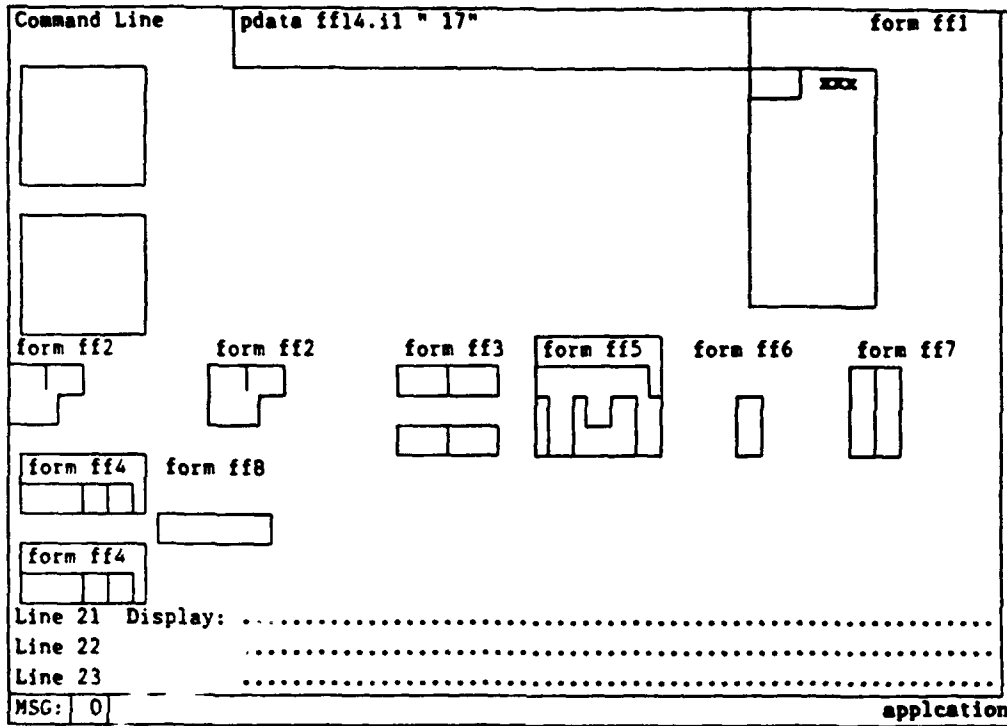 Command Line pdata ff14.i1 " 17" form ff1
xxx
form ff2 form ff2 form ff3 form ff5 form ff6 form ff7
form ff4 form ff8
form ff4
Line 21 Display: ............................................................
Line 22 ............................................................
Line 23 ............................................................
MSG: 0 applcation